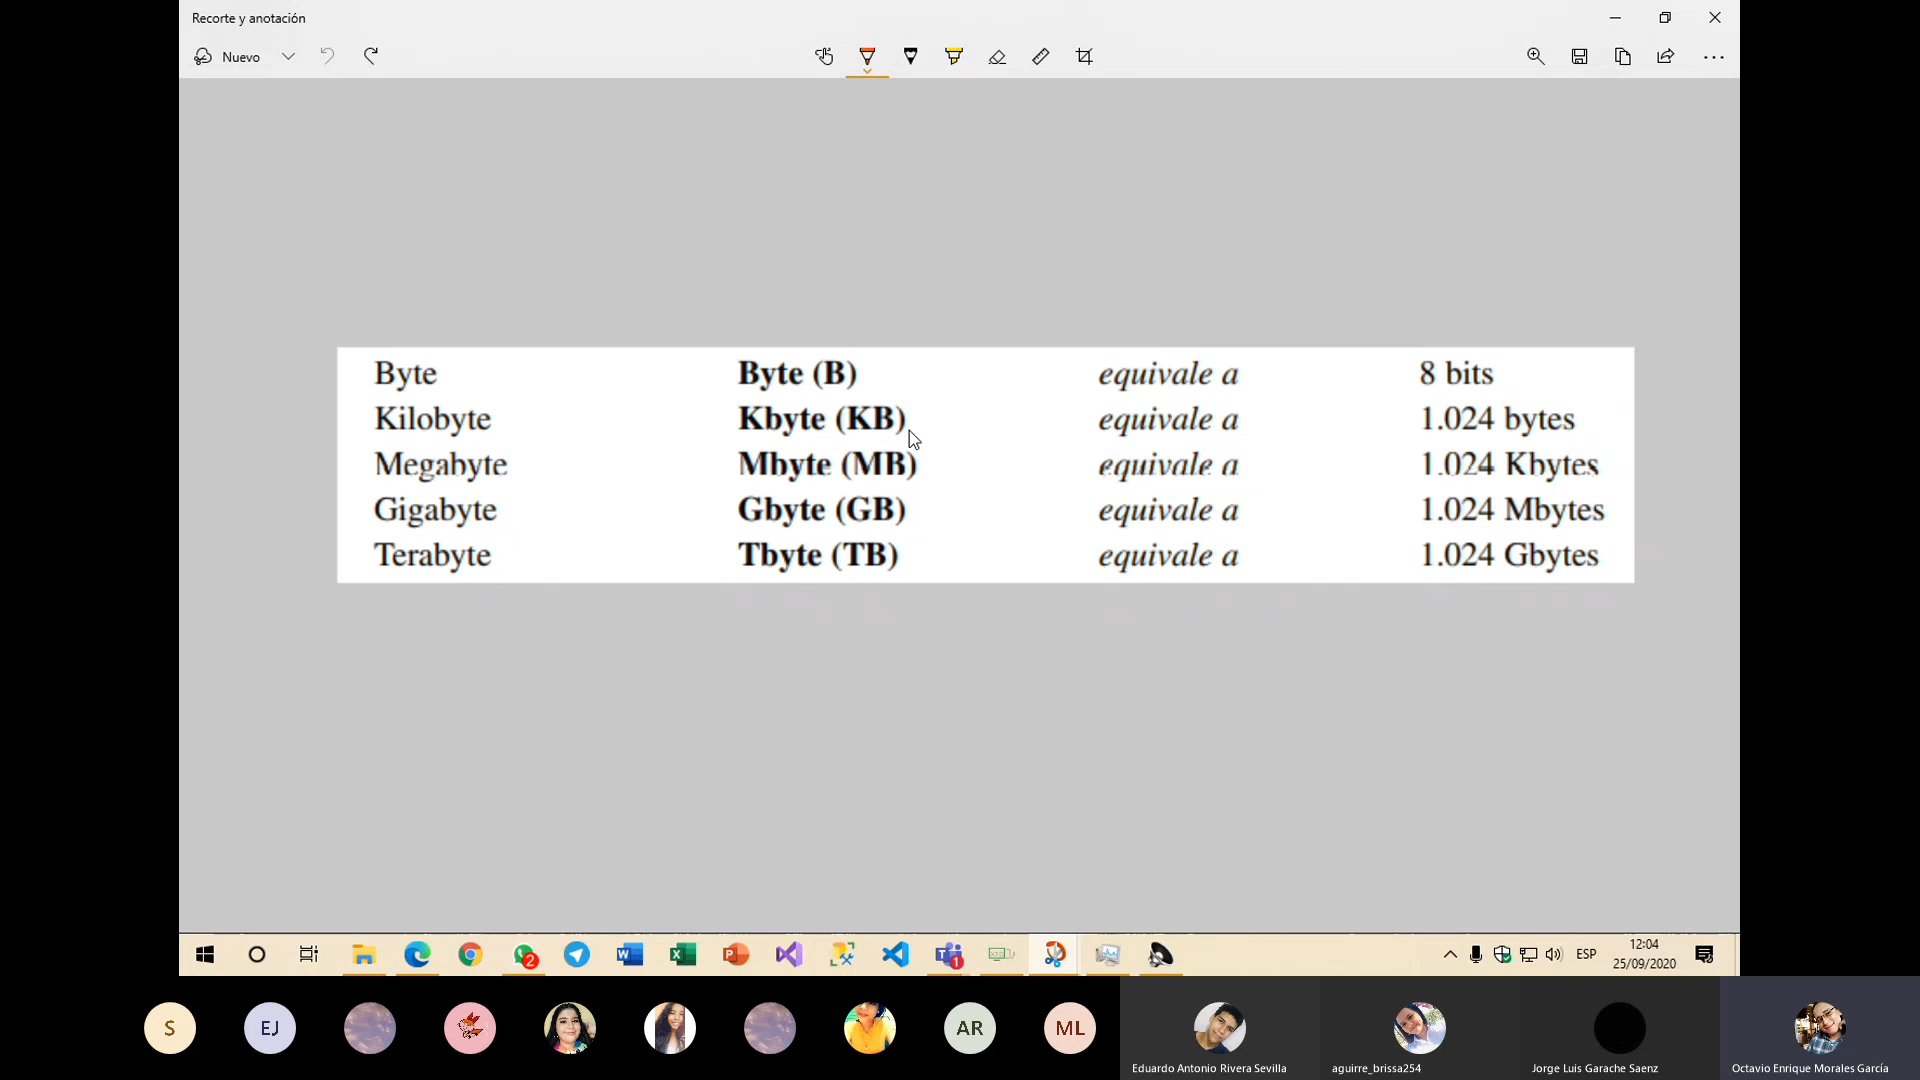 Recorte y anotación
Nuevo
Byte Byte (B) equivale a 8 bits
Kilobyte Kbyte (KB) equivale a 1.024 bytes
Megabyte Mbyte (MB) equivale a 1.024 Kbytes
Gigabyte Gbyte (GB) equivale a 1.024 Mbytes
Terabyte Tbyte (TB) equivale a 1.024 Gbytes
2
1
ESP
12:04
25/09/2020
S EJ AR ML
Eduardo Antonio Rivera Sevilla aguirre_brissa254 Jorge Luis Garache Saenz Octavio Enrique Morales García